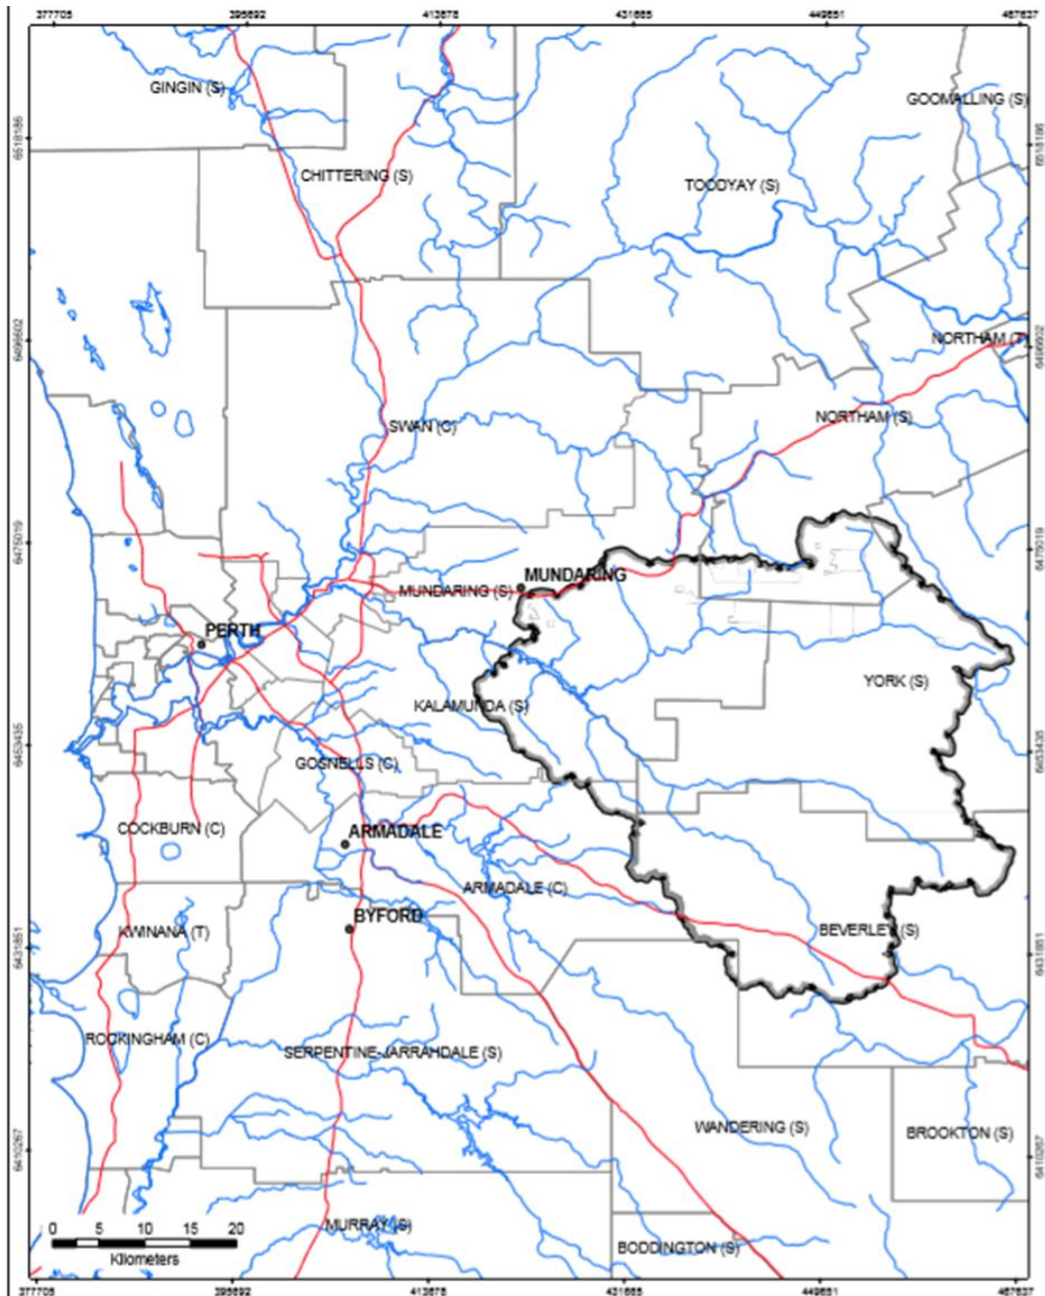 377705 395692 413678 431665 449651 467637
GINGIN (S)
GOOMALLING (S)
6518186 6518186
CHITTERING (S)
TOODYAY (S)
6496602 6496602
NORTHAM (T)
NORTHAM (S)
SWAN (C)
6475019 6475019
MUNDARING
MUNDARING (S)
PERTH
YORK (S)
KALAMUNDA (S)
6453435 6453435
GOSNELLS (C)
COCKBURN (C)
ARMADALE
ARMADALE (C)
BYFORD
KWINANA (T)
BEVERLEY (S)
6431851 6431851
ROCKINGHAM (C)
SERPENTINE-JARRAHDALE (S)
WANDERING (S)
BROOKTON (S)
6410267 6410267
MURRAY (S)
0 5 10 15 20
Kilometers
BODDINGTON (S)
377705 395692 413678 431665 449651 467637